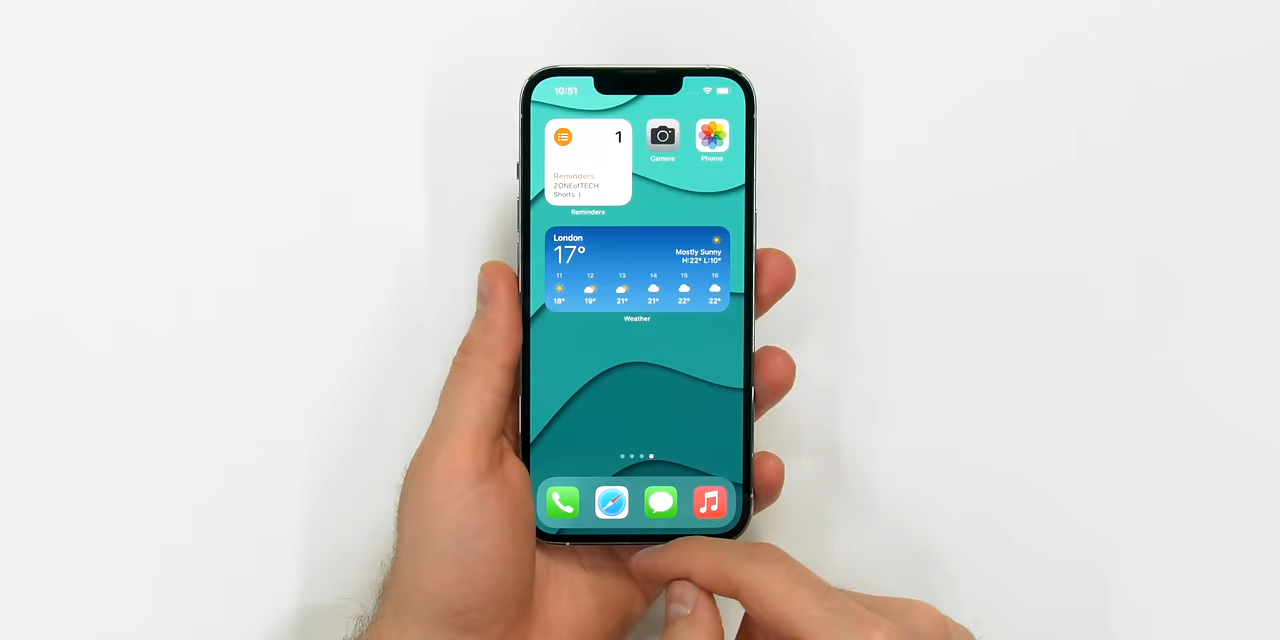 10:51
1
Reminders
ZONEofTECH
Shorts :)
Reminders
Camera
Photos
London
17°
Mostly Sunny
H:22° L:10°
11 12 13 14 15 16
18° 19° 21° 21° 22° 22°
Weather